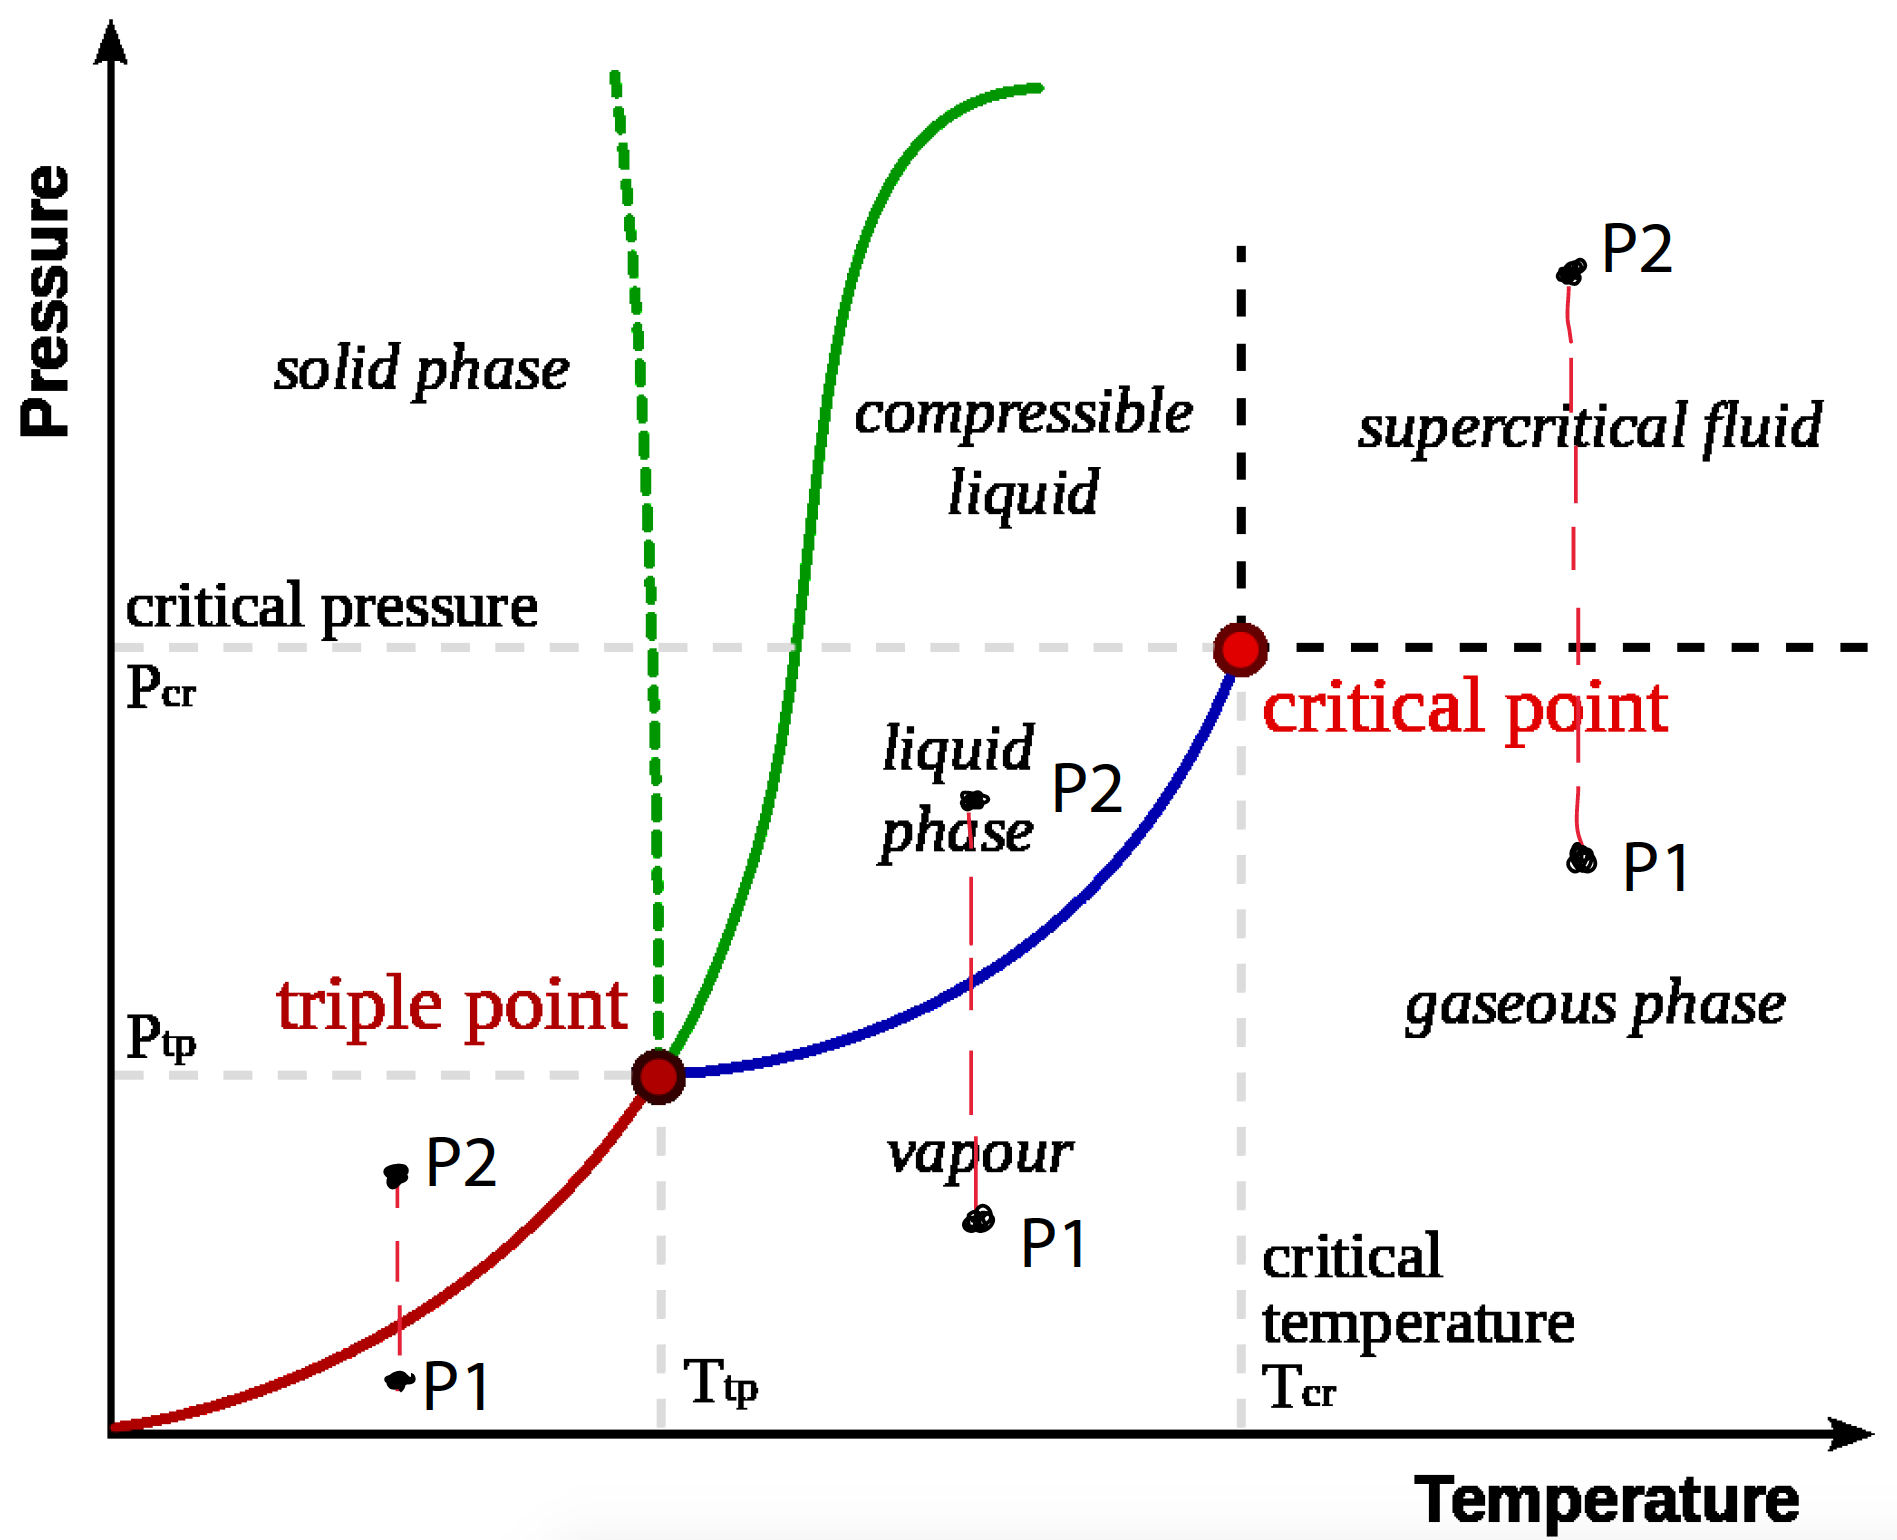 Pressure
P2
solid phase
compressible
liquid
supercritical fluid
critical pressure
Pcr
critical point
liquid
phase
P2
P1
triple point
Ptp
gaseous phase
P2
vapour
P1
critical
temperature
Tcr
P1
Ttp
Temperature